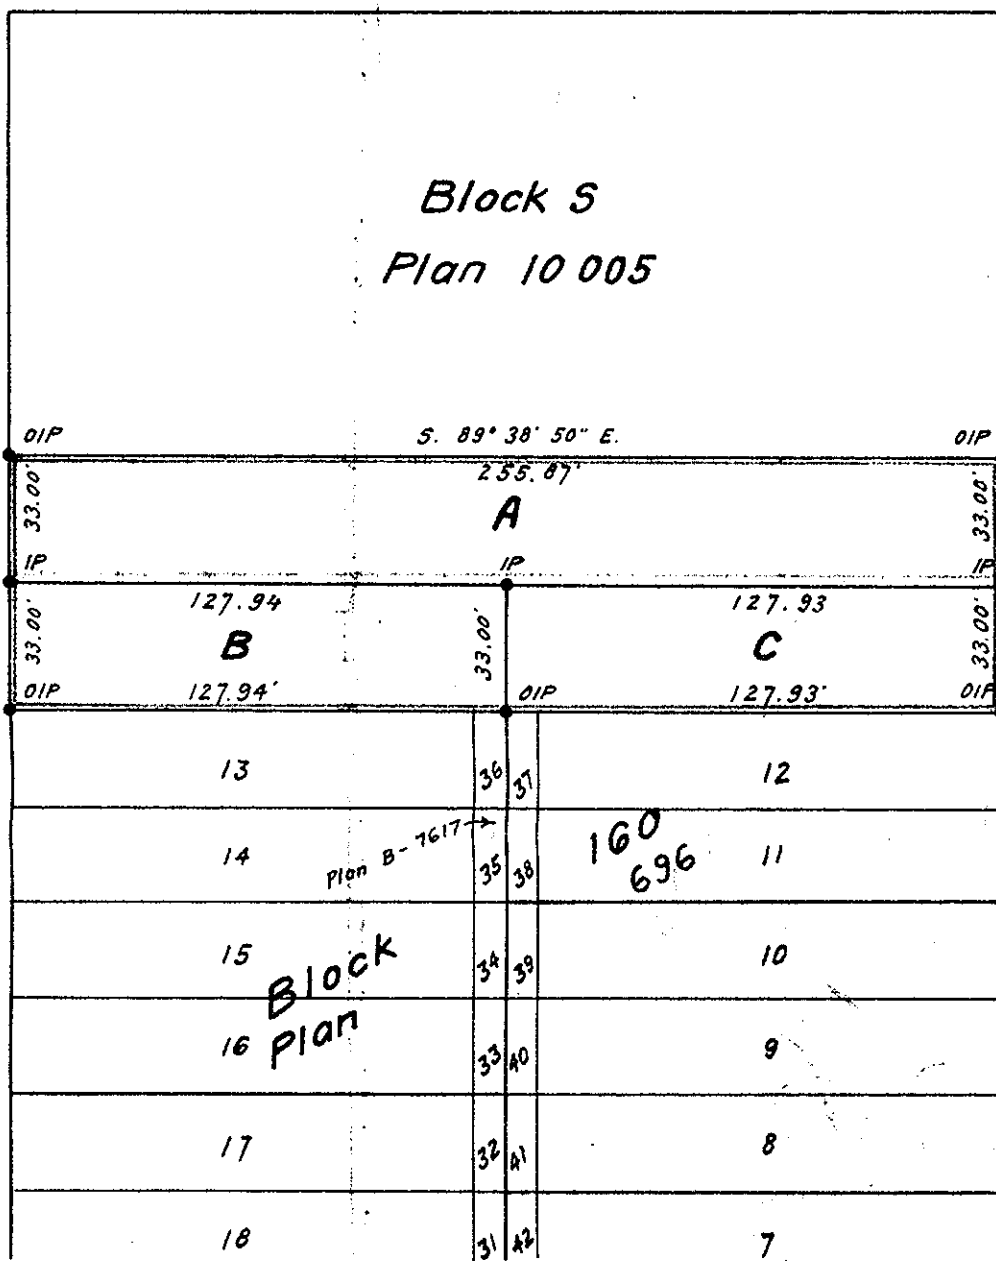 Block S
Plan 10 005
OIP S. 89° 38' 50" E. OIP
255.87'
33.00' A 33.00'
IP IP IP
127.94 127.93
33.00' B 33.00' C 33.00'
OIP 127.94' OIP 127.93' OIP
13 36 37 12
Plan B-7617
14 35 38 160 11
696
15 34 39 10
Block
16 Plan 33 40 9
17 32 41 8
18 31 42 7